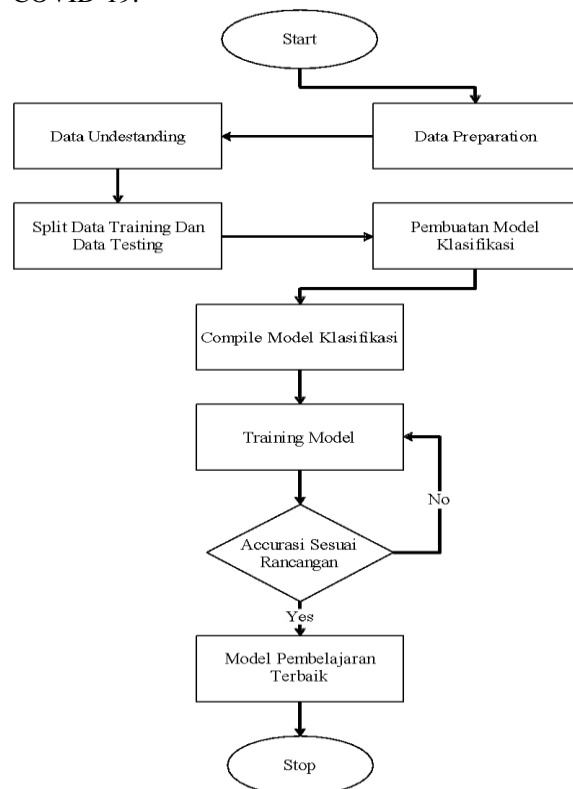 COVID-19.
Start
Data Preparation
Data Undestanding
Split Data Training Dan
Data Testing
Pembuatan Model
Klasifikasi
Compile Model Klasifikasi
Training Model
No
Accurasi Sesuai
Rancangan
Yes
Model Pembelajaran
Terbaik
Stop